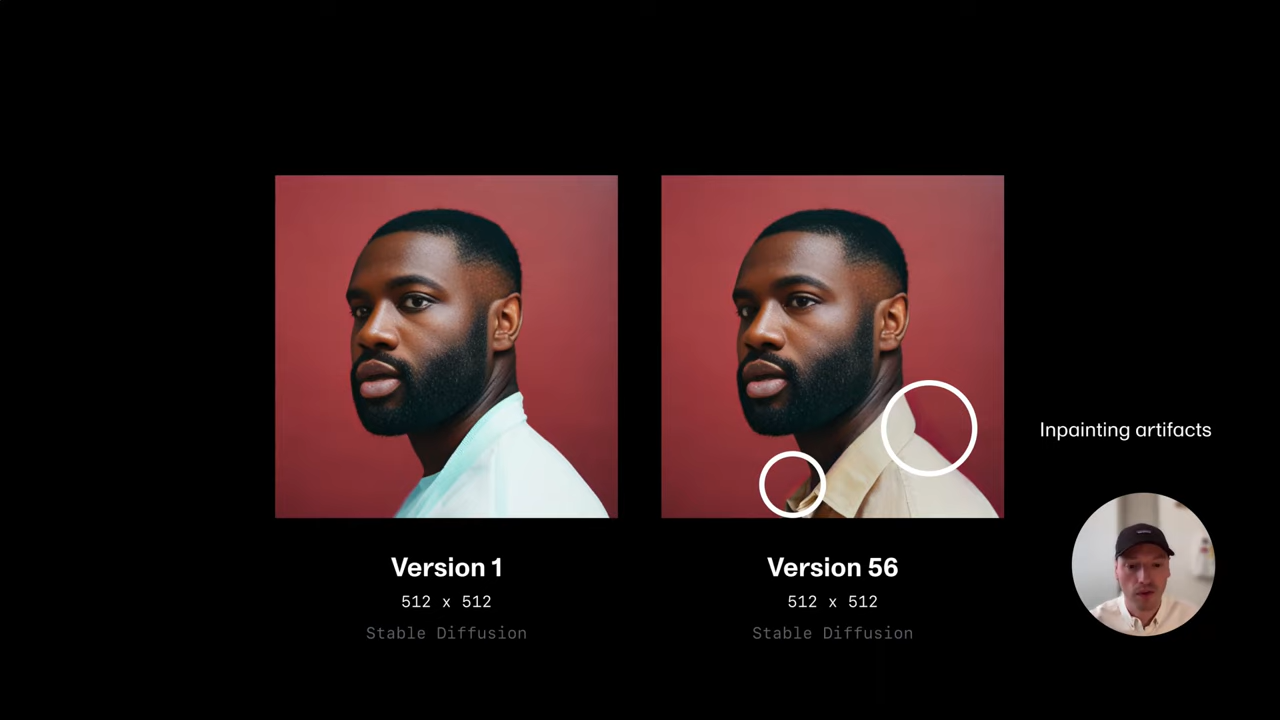 Inpainting artifacts
Version 1
512 x 512
Stable Diffusion
Version 56
512 x 512
Stable Diffusion